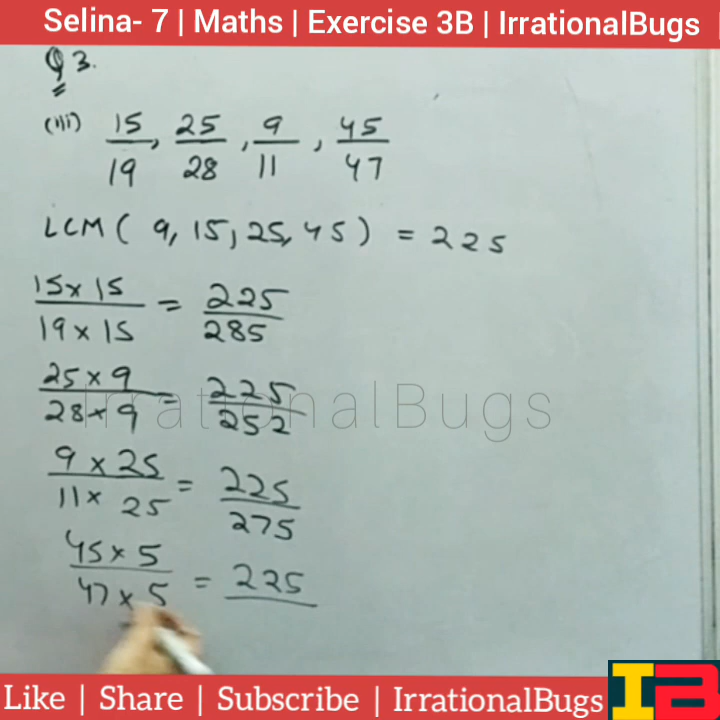 Selina- 7 | Maths | Exercise 3B | IrrationalBugs |
Q 3.
(iii) 15/19, 25/28, 9/11, 45/47
LCM ( 9, 15, 25, 45 ) = 225
15 × 15 / 19 × 15 = 225 / 285
25 × 9 / 28 × 9 = 225 / 252
IrrationalBugs
9 × 25 / 11 × 25 = 225 / 275
45 × 5 / 47 × 5 = 225
Like | Share | Subscribe | IrrationalBugs
IB